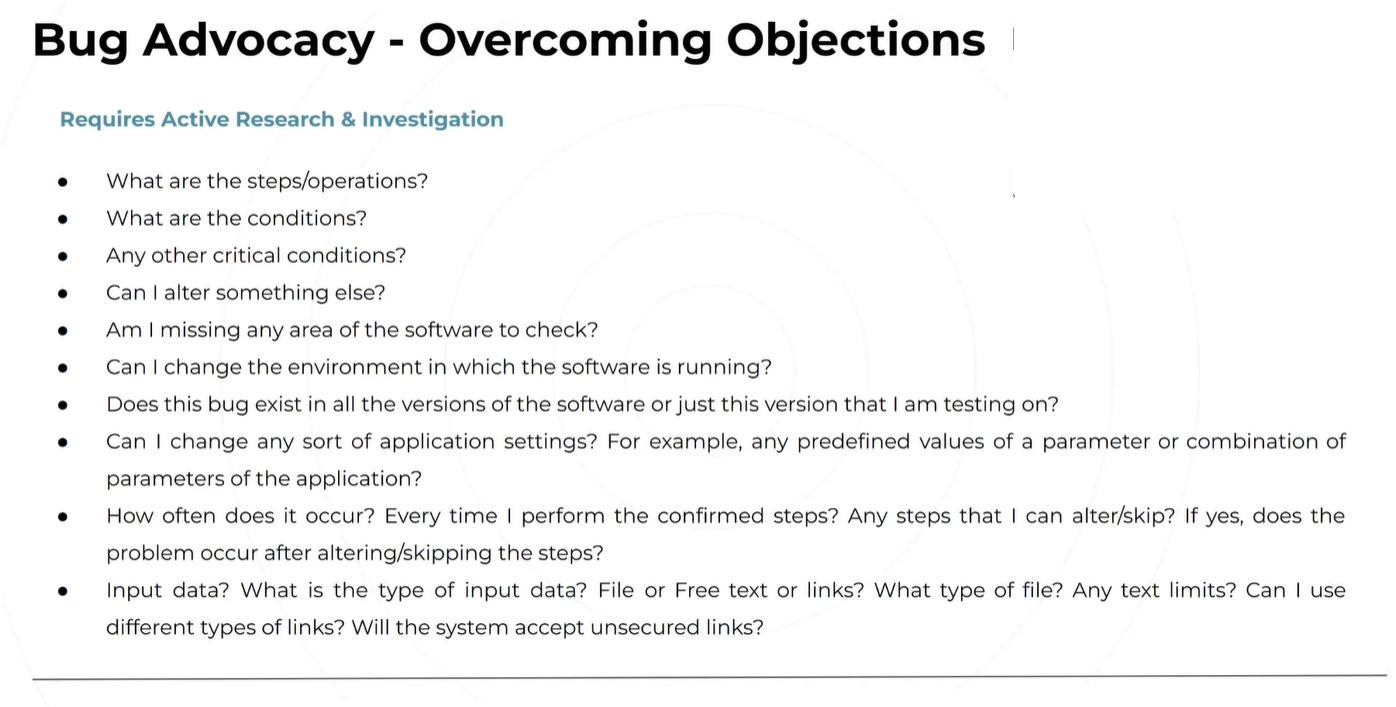 Bug Advocacy - Overcoming Objections
Requires Active Research & Investigation
● What are the steps/operations?
● What are the conditions?
● Any other critical conditions?
● Can I alter something else?
● Am I missing any area of the software to check?
● Can I change the environment in which the software is running?
● Does this bug exist in all the versions of the software or just this version that I am testing on?
● Can I change any sort of application settings? For example, any predefined values of a parameter or combination of
parameters of the application?
● How often does it occur? Every time I perform the confirmed steps? Any steps that I can alter/skip? If yes, does the
problem occur after altering/skipping the steps?
● Input data? What is the type of input data? File or Free text or links? What type of file? Any text limits? Can I use
different types of links? Will the system accept unsecured links?